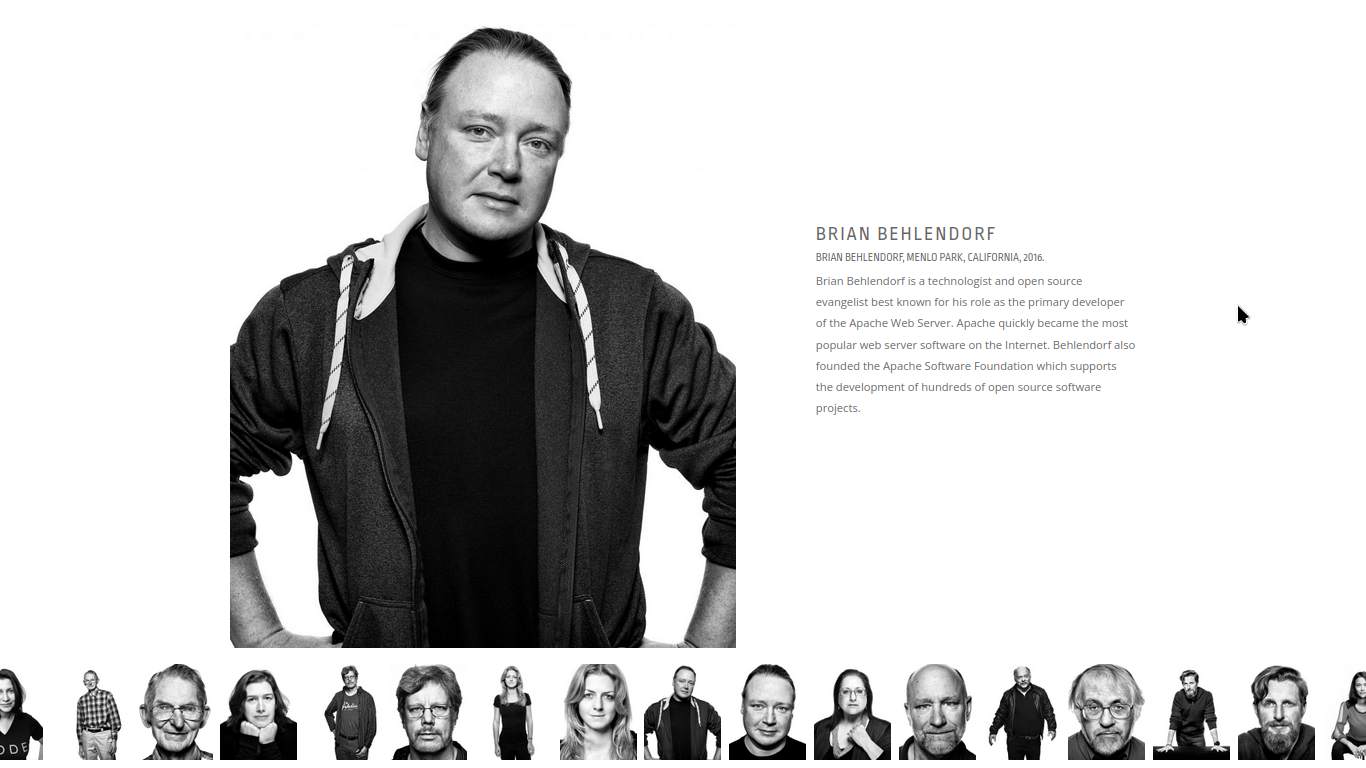 BRIAN BEHLENDORF
BRIAN BEHLENDORF, MENLO PARK, CALIFORNIA, 2016.
Brian Behlendorf is a technologist and open source
evangelist best known for his role as the primary developer
of the Apache Web Server. Apache quickly became the most
popular web server software on the Internet. Behlendorf also
founded the Apache Software Foundation which supports
the development of hundreds of open source software
projects.
ODE